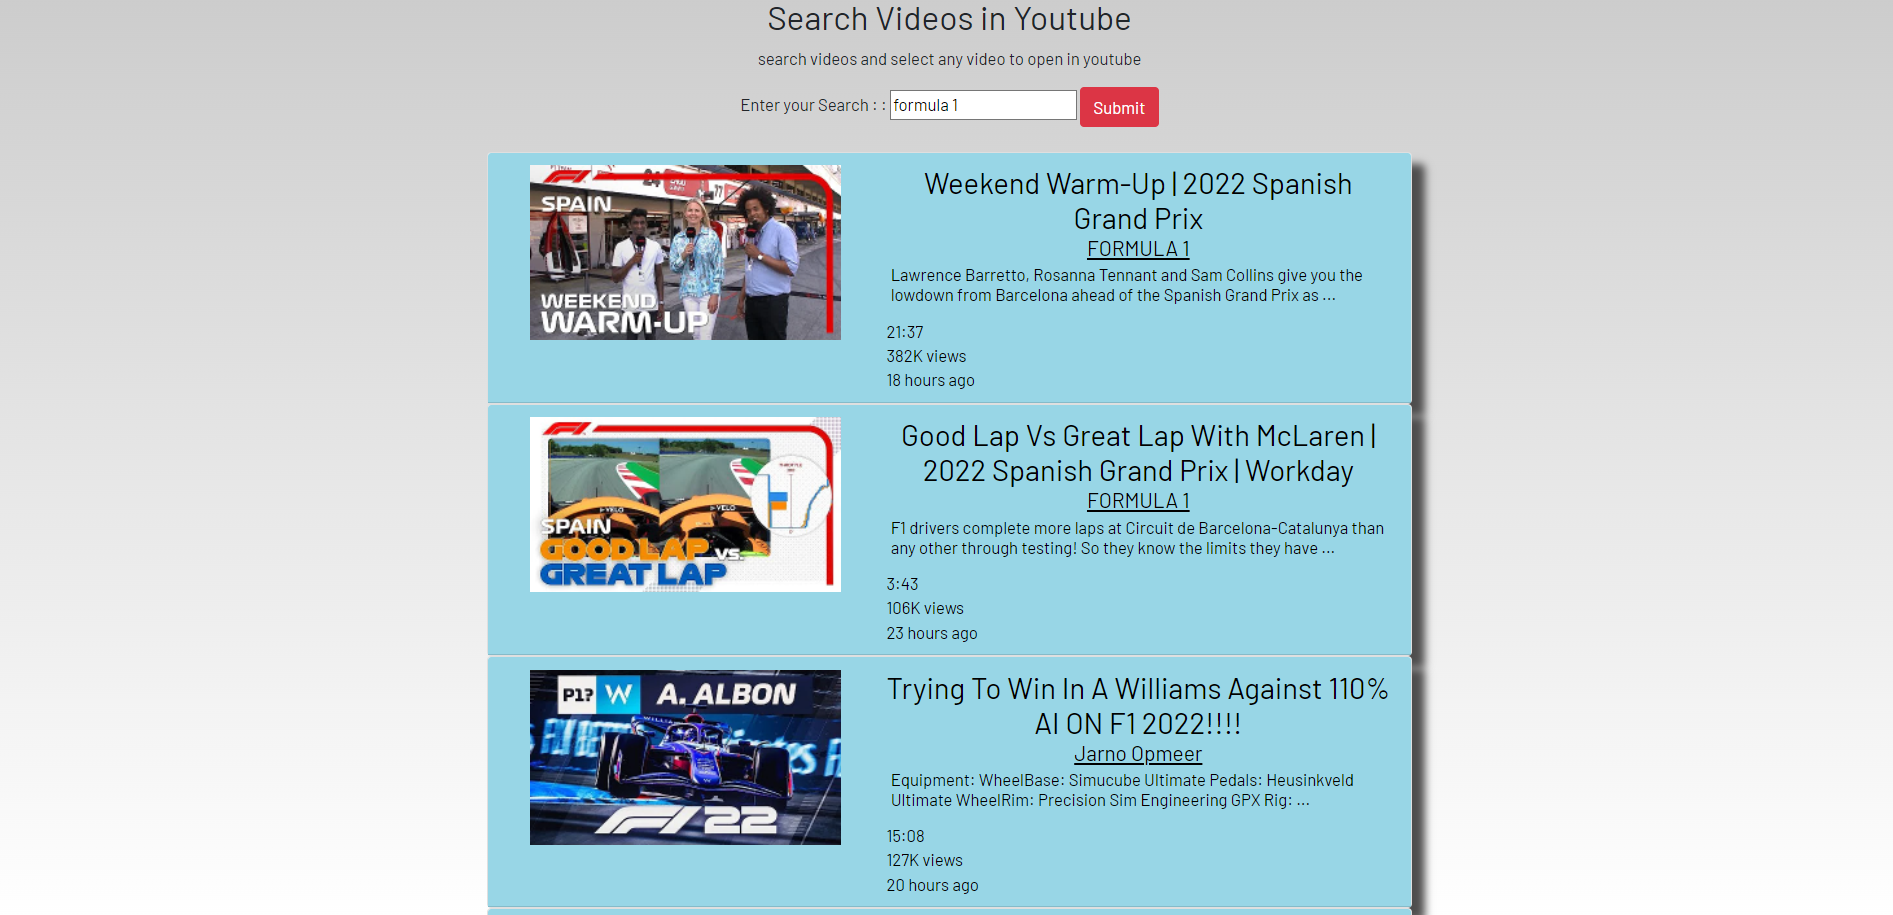 Search Videos in Youtube
search videos and select any video to open in youtube
Enter your Search : :
formula 1
Submit
SPAIN
WEEKEND
WARM-UP
Weekend Warm-Up | 2022 Spanish
Grand Prix
FORMULA 1
Lawrence Barretto, Rosanna Tennant and Sam Collins give you the
lowdown from Barcelona ahead of the Spanish Grand Prix as ...
21:37
382K views
18 hours ago
SPAIN
GOOD LAP VS.
GREAT LAP
Good Lap Vs Great Lap With McLaren |
2022 Spanish Grand Prix | Workday
FORMULA 1
F1 drivers complete more laps at Circuit de Barcelona-Catalunya than
any other through testing! So they know the limits they have ...
3:43
106K views
23 hours ago
P1? W A. ALBON
F1 22
Trying To Win In A Williams Against 110%
AI ON F1 2022!!!!
Jarno Opmeer
Equipment: WheelBase: Simucube Ultimate Pedals: Heusinkveld
Ultimate WheelRim: Precision Sim Engineering GPX Rig: ...
15:08
127K views
20 hours ago